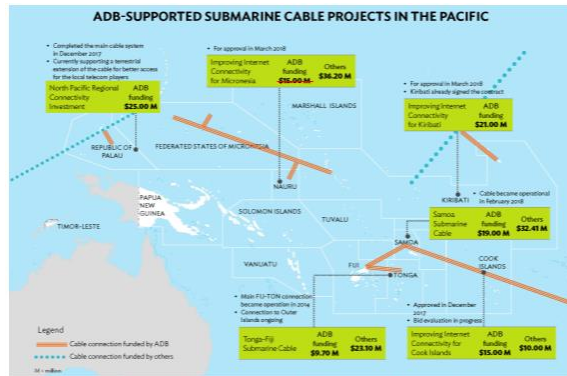 ADB-SUPPORTED SUBMARINE CABLE PROJECTS IN THE PACIFIC
• Completed the main cable system
in December 2017
• Currently supporting a terrestrial
extension of the cable for better access
for the local telecom players
North Pacific Regional
Connectivity
Investment
ADB
funding
$25.00 M
• For approval in March 2018
Improving Internet
Connectivity
for Micronesia
ADB
funding
$15.00 M
Others
$36.20 M
• For approval in March 2018
• Kiribati already signed the contract
Improving Internet
Connectivity
for Kiribati
ADB
funding
$21.00 M
MARSHALL ISLANDS
REPUBLIC OF
PALAU
FEDERATED STATES OF MICRONESIA
NAURU
KIRIBATI
• Cable became operational
in February 2018
Samoa
Submarine
Cable
ADB
funding
$19.00 M
Others
$32.41 M
PAPUA
NEW
GUINEA
SOLOMON ISLANDS
TUVALU
TIMOR-LESTE
SAMOA
VANUATU
FIJI
TONGA
COOK
ISLANDS
• Main FIJ-TON connection
became operation in 2014
• Connection to Outer
Islands ongoing
Tonga-Fiji
Submarine Cable
ADB
funding
$9.70 M
Others
$23.10 M
• Approved in December
2017
• Bid evaluation in progress
Improving Internet
Connectivity for
Cook Islands
ADB
funding
$15.00 M
Others
$10.00 M
Legend
Cable connection funded by ADB
Cable connection funded by others
M = million